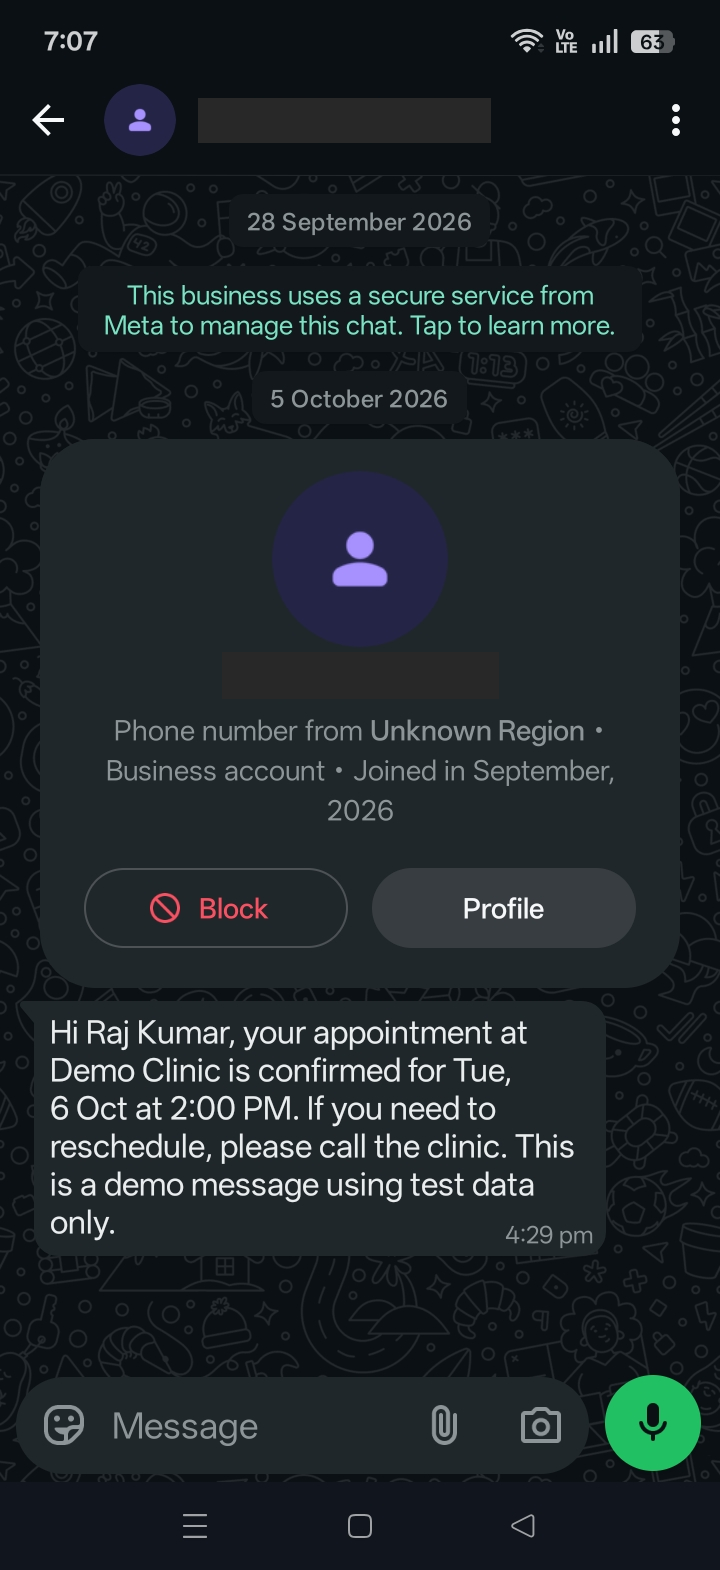 7:07
Vo
LTE
63
28 September 2026
This business uses a secure service from
Meta to manage this chat. Tap to learn more.
5 October 2026
Phone number from Unknown Region •
Business account • Joined in September,
2026
Block
Profile
Hi Raj Kumar, your appointment at
Demo Clinic is confirmed for Tue,
6 Oct at 2:00 PM. If you need to
reschedule, please call the clinic. This
is a demo message using test data
only.
4:29 pm
Message